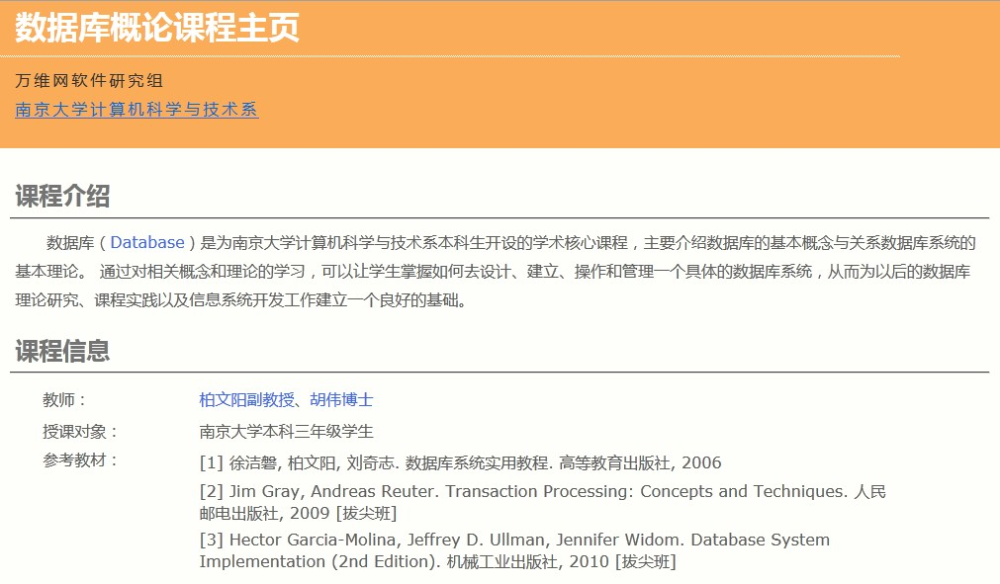 数据库概论课程主页
万维网软件研究组
南京大学计算机科学与技术系
课程介绍
数据库（Database）是为南京大学计算机科学与技术系本科生开设的学术核心课程，主要介绍数据库的基本概念与关系数据库系统的
基本理论。 通过对相关概念和理论的学习，可以让学生掌握如何去设计、建立、操作和管理一个具体的数据库系统，从而为以后的数据库
理论研究、课程实践以及信息系统开发工作建立一个良好的基础。
课程信息
教师： 柏文阳副教授、胡伟博士
授课对象： 南京大学本科三年级学生
参考教材： [1] 徐洁磐, 柏文阳, 刘奇志. 数据库系统实用教程. 高等教育出版社, 2006
[2] Jim Gray, Andreas Reuter. Transaction Processing: Concepts and Techniques. 人民
邮电出版社, 2009 [拔尖班]
[3] Hector Garcia-Molina, Jeffrey D. Ullman, Jennifer Widom. Database System
Implementation (2nd Edition). 机械工业出版社, 2010 [拔尖班]